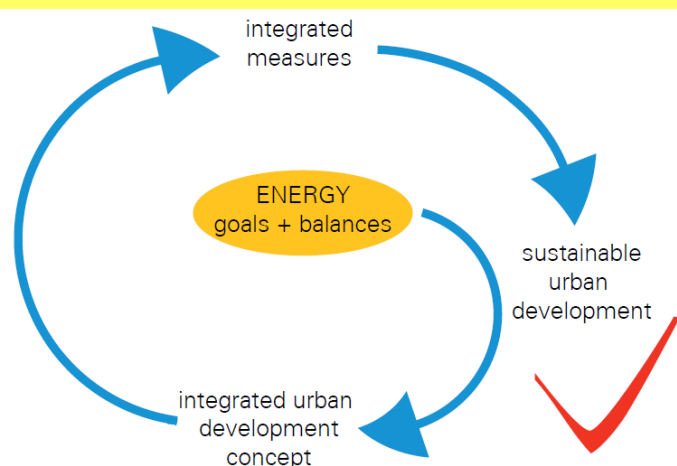 integrated
measures
ENERGY
goals + balances
sustainable
urban
development
integrated urban
development
concept